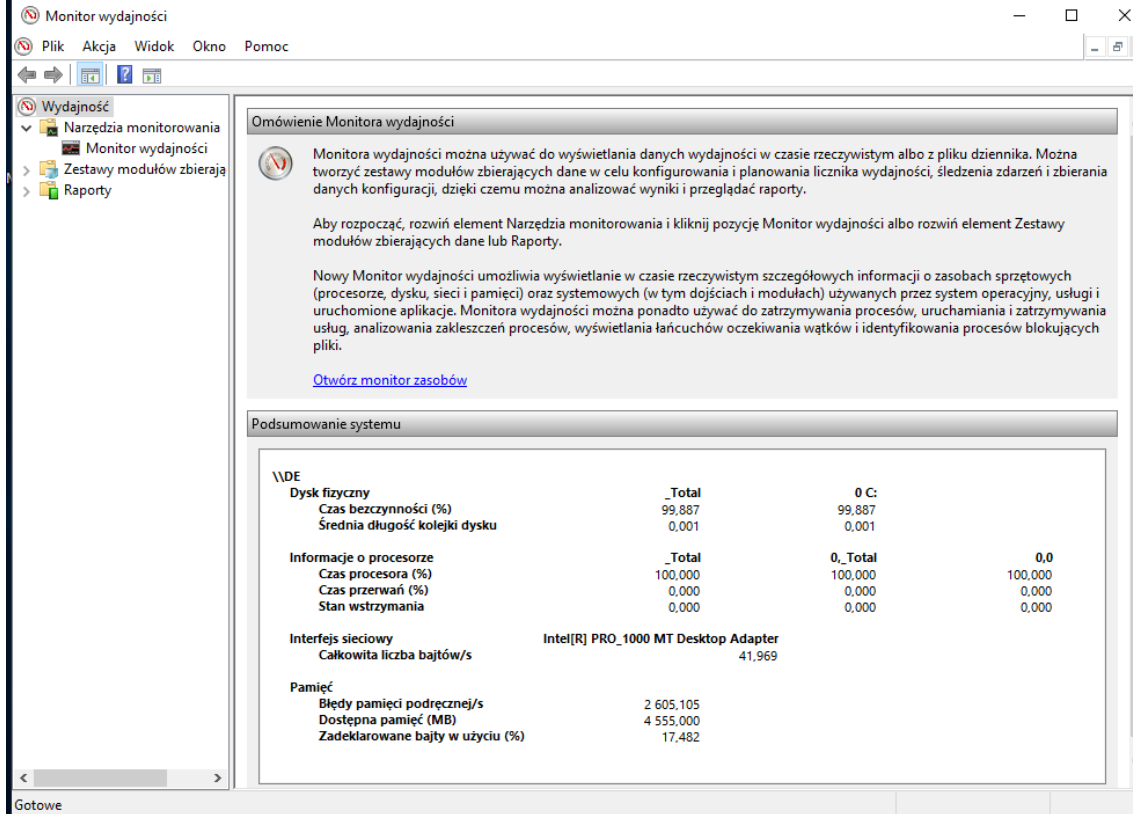 Monitor wydajności
Plik Akcja Widok Okno Pomoc
Wydajność
Narzędzia monitorowania
Monitor wydajności
Zestawy modułów zbierają
Raporty
Omówienie Monitora wydajności
Monitora wydajności można używać do wyświetlania danych wydajności w czasie rzeczywistym albo z pliku dziennika. Można
tworzyć zestawy modułów zbierających dane w celu konfigurowania i planowania licznika wydajności, śledzenia zdarzeń i zbierania
danych konfiguracji, dzięki czemu można analizować wyniki i przeglądać raporty.
Aby rozpocząć, rozwiń element Narzędzia monitorowania i kliknij pozycję Monitor wydajności albo rozwiń element Zestawy
modułów zbierających dane lub Raporty.
Nowy Monitor wydajności umożliwia wyświetlanie w czasie rzeczywistym szczegółowych informacji o zasobach sprzętowych
(procesorze, dysku, sieci i pamięci) oraz systemowych (w tym dojściach i modułach) używanych przez system operacyjny, usługi i
uruchomione aplikacje. Monitora wydajności można ponadto używać do zatrzymywania procesów, uruchamiania i zatrzymywania
usług, analizowania zakleszczeń procesów, wyświetlania łańcuchów oczekiwania wątków i identyfikowania procesów blokujących
pliki.
Otwórz monitor zasobów
Podsumowanie systemu
\\DE
Dysk fizyczny _Total 0 C:
Czas bezczynności (%) 99,887 99,887
Średnia długość kolejki dysku 0,001 0,001
Informacje o procesorze _Total 0,_Total 0,0
Czas procesora (%) 100,000 100,000 100,000
Czas przerwań (%) 0,000 0,000 0,000
Stan wstrzymania 0,000 0,000 0,000
Interfejs sieciowy Intel[R] PRO_1000 MT Desktop Adapter
Całkowita liczba bajtów/s 41,969
Pamięć
Błędy pamięci podręcznej/s 2 605,105
Dostępna pamięć (MB) 4 555,000
Zadeklarowane bajty w użyciu (%) 17,482
Gotowe